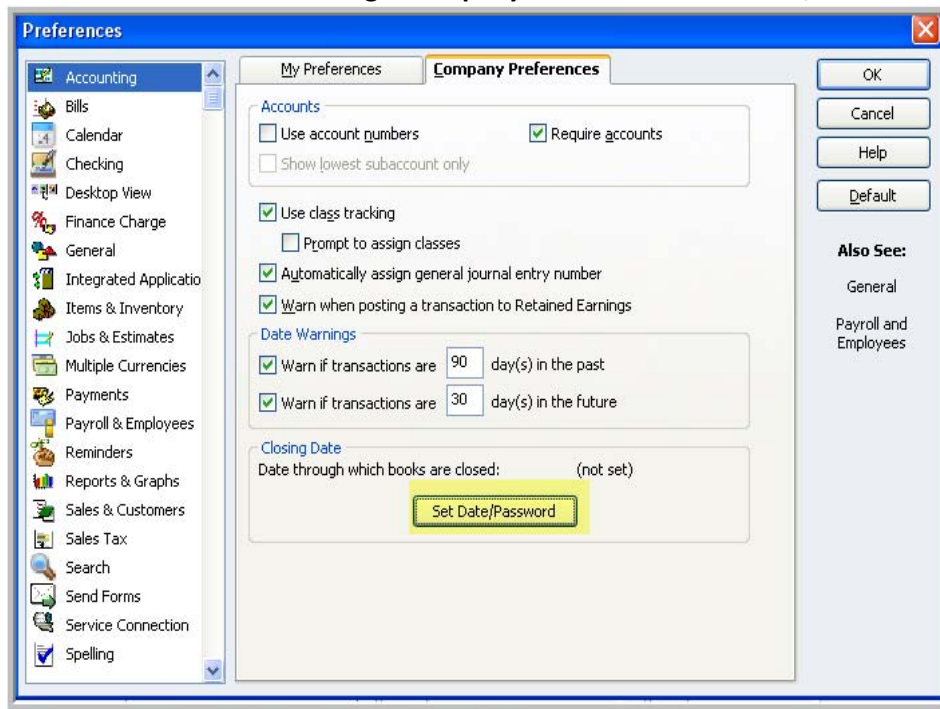 Preferences
Accounting
Bills
Calendar
Checking
Desktop View
Finance Charge
General
Integrated Applicatio
Items & Inventory
Jobs & Estimates
Multiple Currencies
Payments
Payroll & Employees
Reminders
Reports & Graphs
Sales & Customers
Sales Tax
Search
Send Forms
Service Connection
Spelling
My Preferences
Company Preferences
Accounts
Use account numbers
Require accounts
Show lowest subaccount only
Use class tracking
Prompt to assign classes
Automatically assign general journal entry number
Warn when posting a transaction to Retained Earnings
Date Warnings
Warn if transactions are 90 day(s) in the past
Warn if transactions are 30 day(s) in the future
Closing Date
Date through which books are closed: (not set)
Set Date/Password
OK
Cancel
Help
Default
Also See:
General
Payroll and
Employees